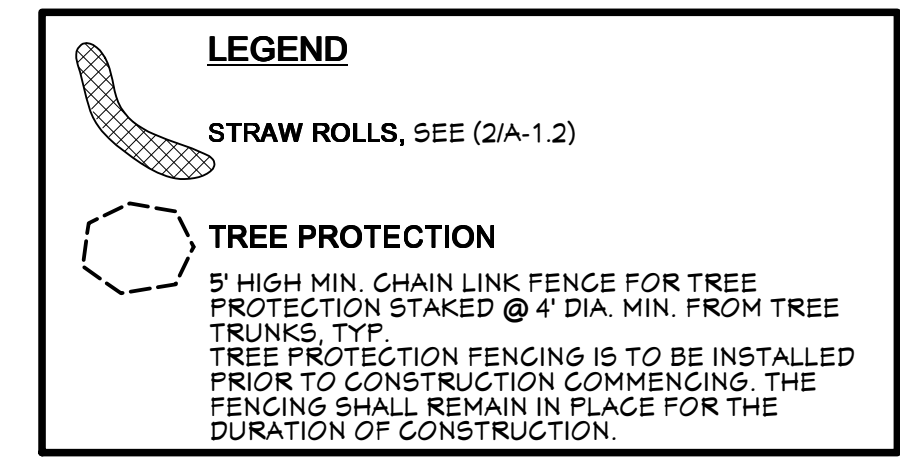 LEGEND
STRAW ROLLS, SEE (2/A-1.2)
TREE PROTECTION
5' HIGH MIN. CHAIN LINK FENCE FOR TREE
PROTECTION STAKED @ 4' DIA. MIN. FROM TREE
TRUNKS, TYP.
TREE PROTECTION FENCING IS TO BE INSTALLED
PRIOR TO CONSTRUCTION COMMENCING. THE
FENCING SHALL REMAIN IN PLACE FOR THE
DURATION OF CONSTRUCTION.